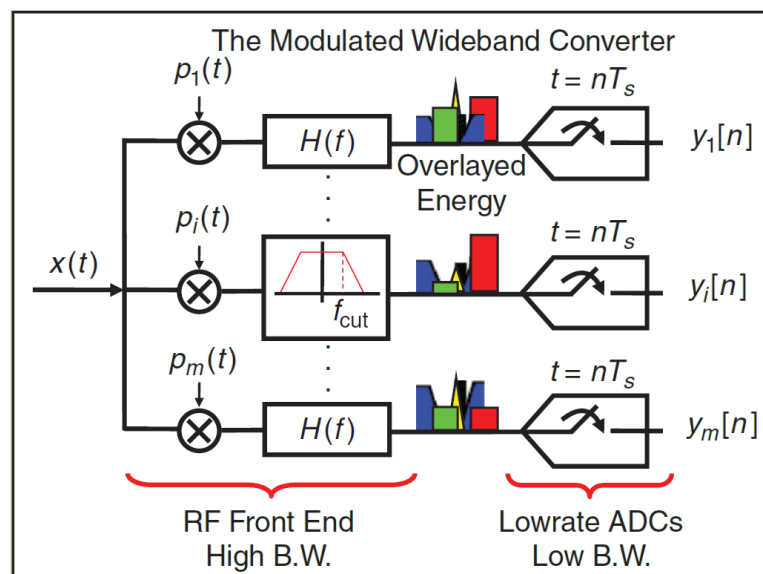 The Modulated Wideband Converter
p1(t)
t = nTs
H(f)
y1[n]
Overlayed
Energy
pi(t)
t = nTs
x(t)
yi[n]
fcut
pm(t)
t = nTs
H(f)
ym[n]
RF Front End
High B.W.
Lowrate ADCs
Low B.W.